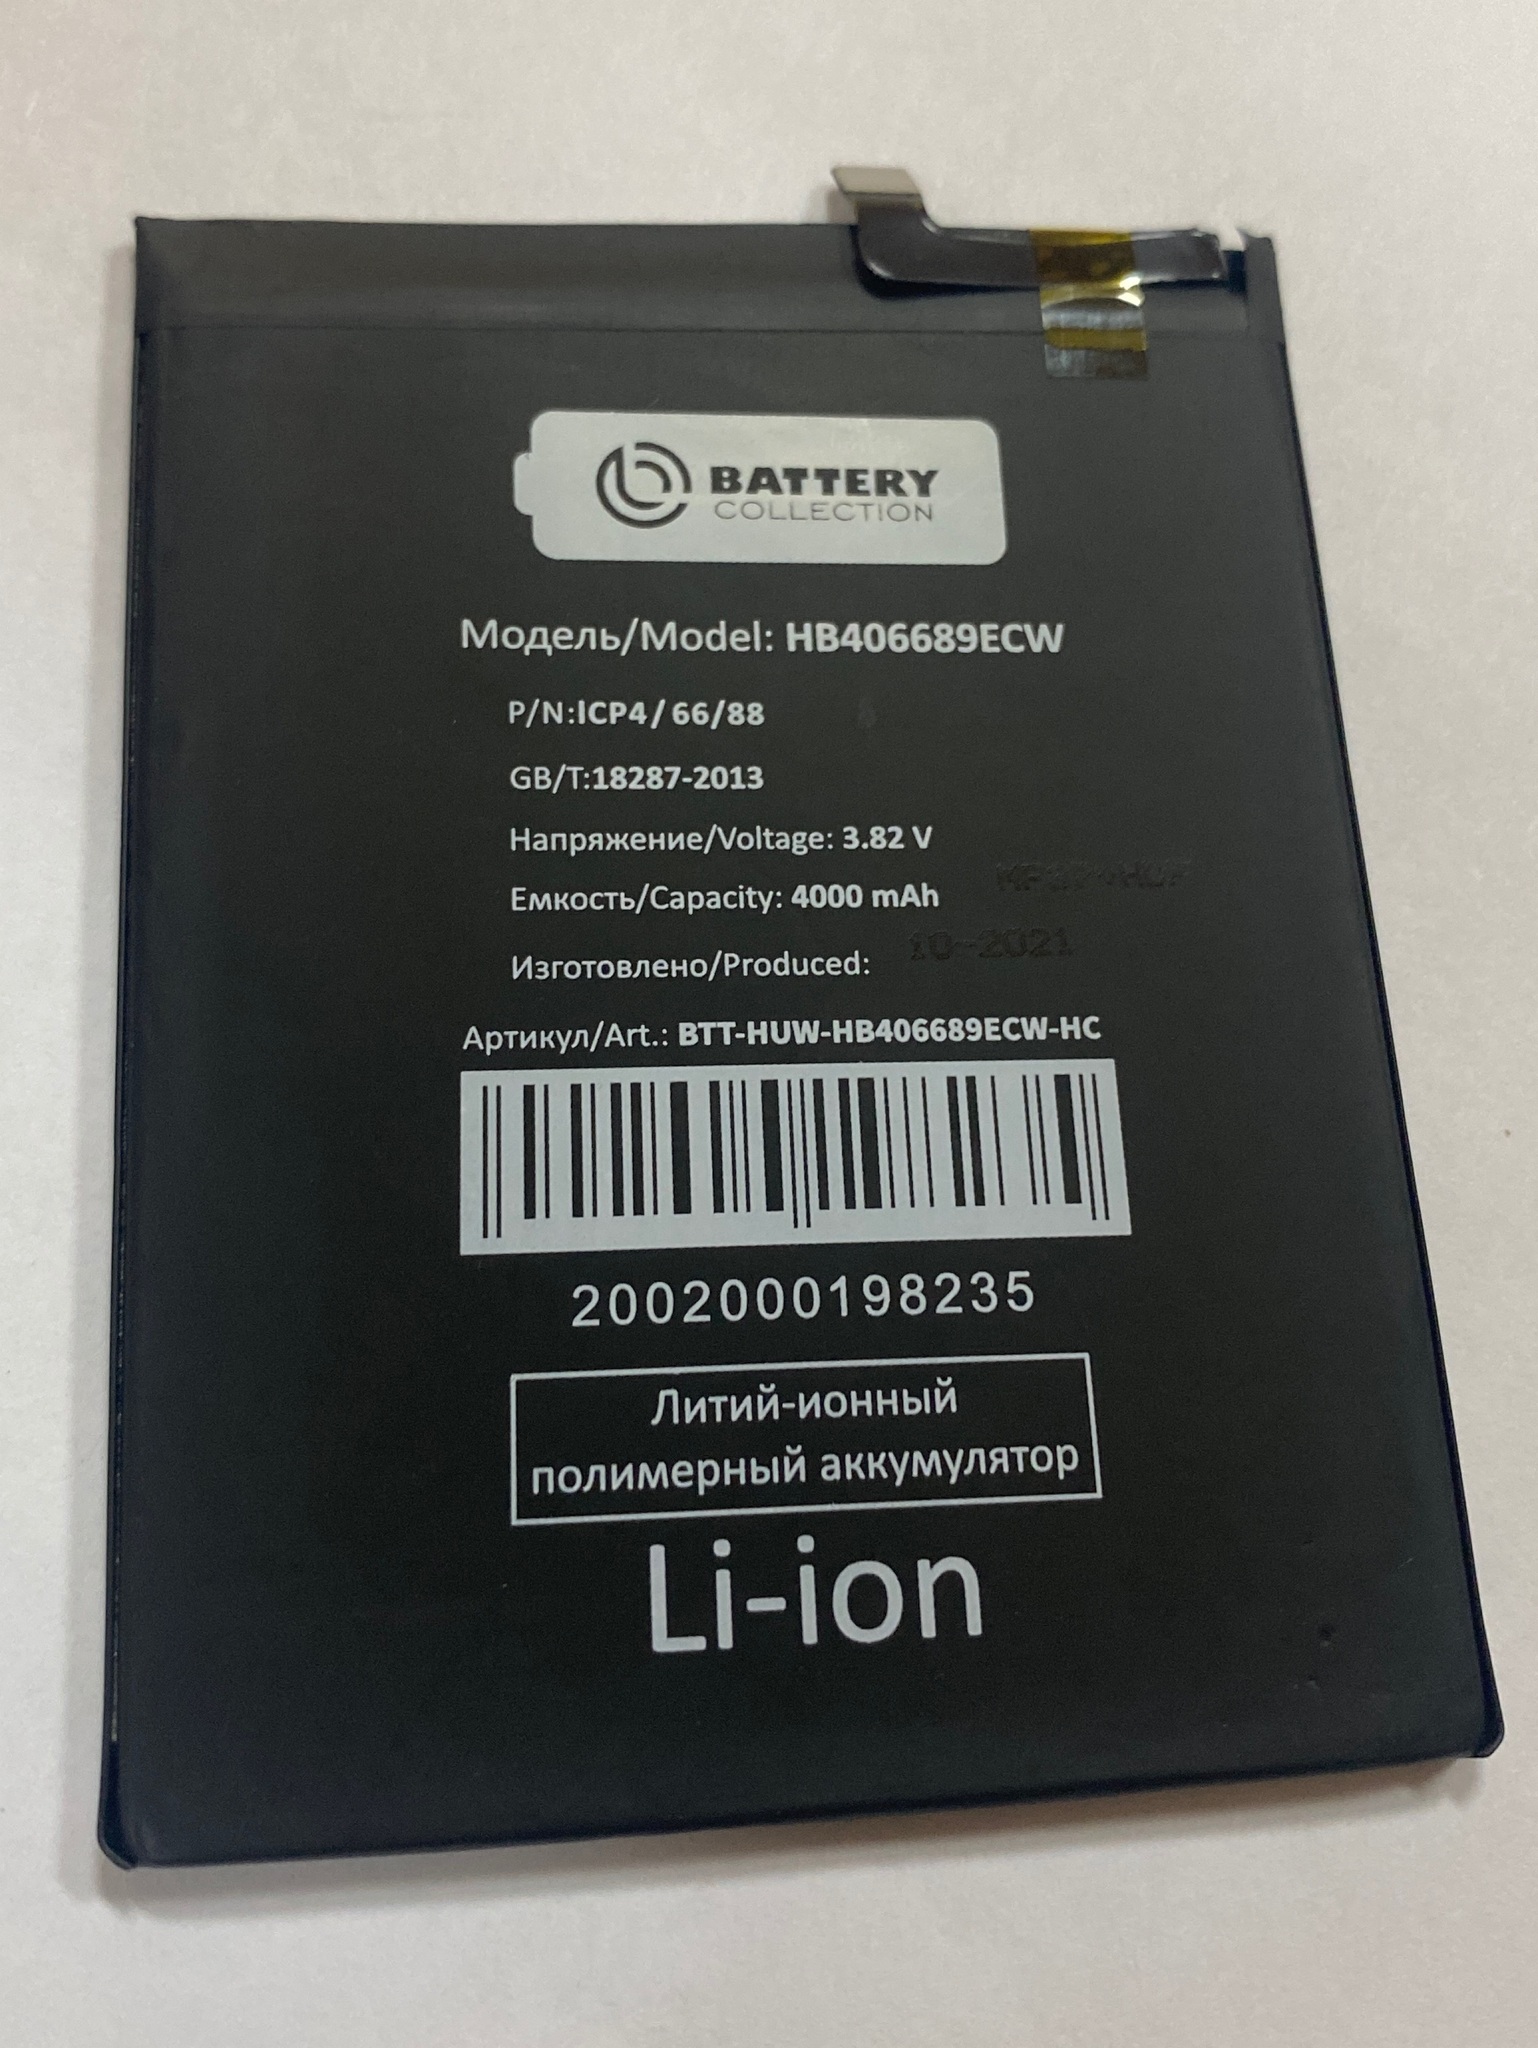 BATTERY
COLLECTION
Модель/Model: HB406689ECW
P/N:ICP4/66/88
GB/T:18287-2013
Напряжение/Voltage: 3.82 V
Емкость/Capacity: 4000 mAh
Изготовлено/Produced: 10-2021
Артикул/Art.: BTT-HUW-HB406689ECW-HC
2002000198235
Литий-ионный
полимерный аккумулятор
Li-ion